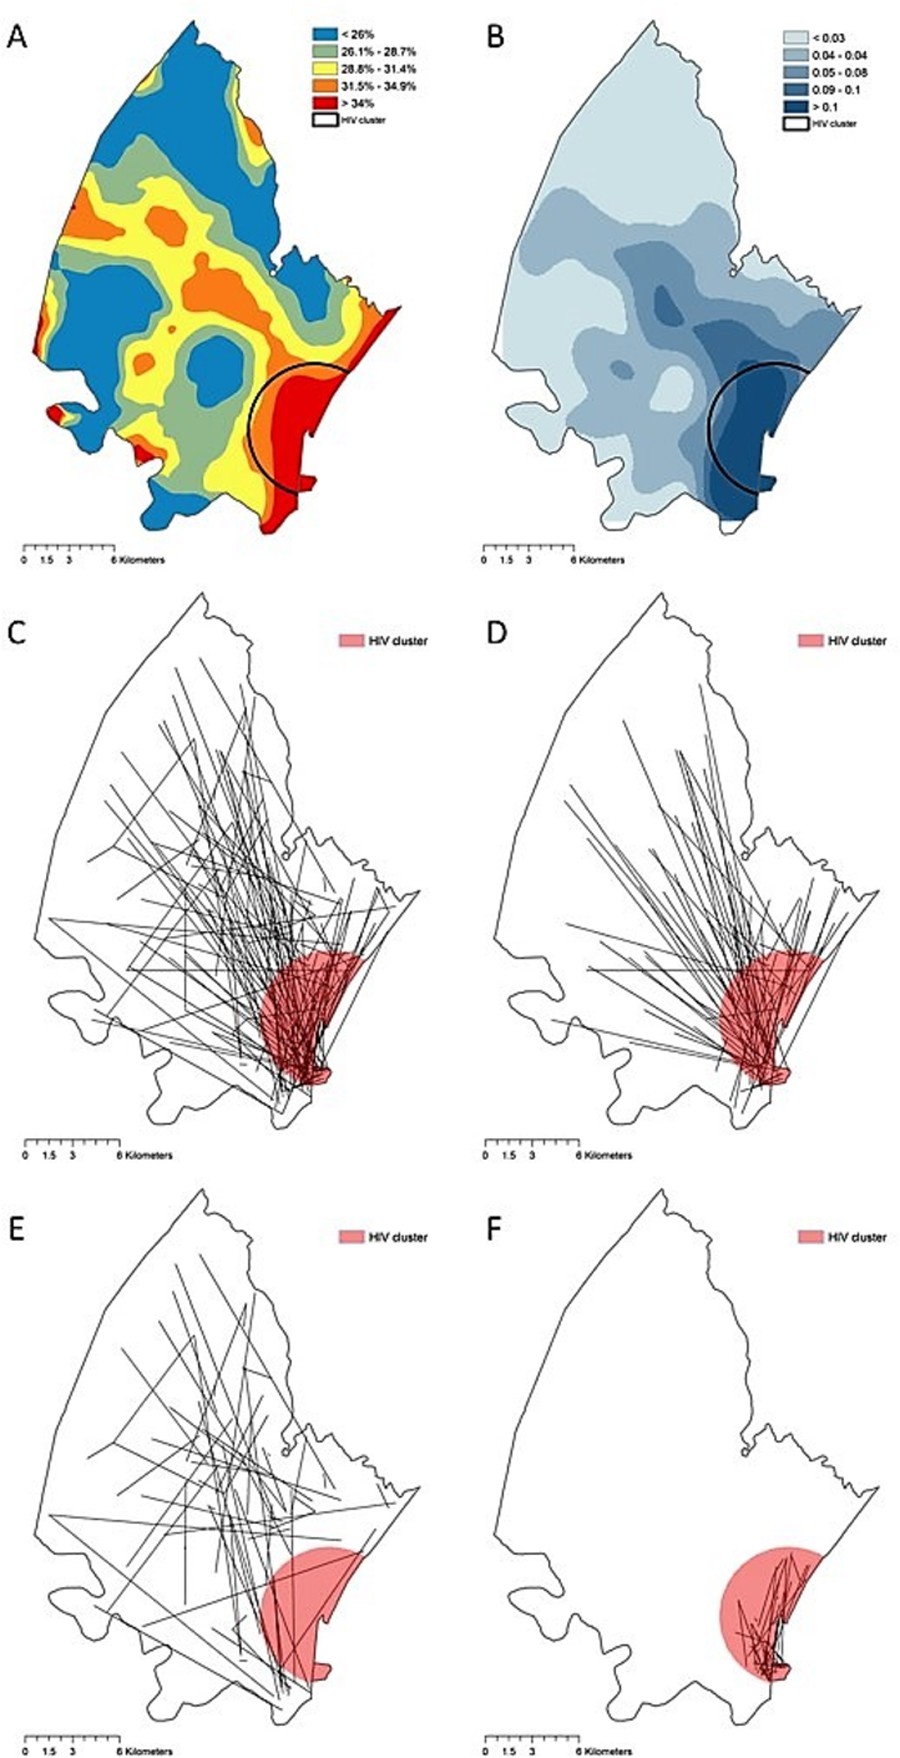 A
< 26%
26.1% - 28.7%
28.8% - 31.4%
31.5% - 34.9%
> 34%
HIV cluster
0 1.5 3 6 Kilometers
B
< 0.03
0.04 - 0.04
0.05 - 0.08
0.09 - 0.1
> 0.1
HIV cluster
0 1.5 3 6 Kilometers
C
HIV cluster
0 1.5 3 6 Kilometers
D
HIV cluster
0 1.5 3 6 Kilometers
E
HIV cluster
0 1.5 3 6 Kilometers
F
HIV cluster
0 1.5 3 6 Kilometers